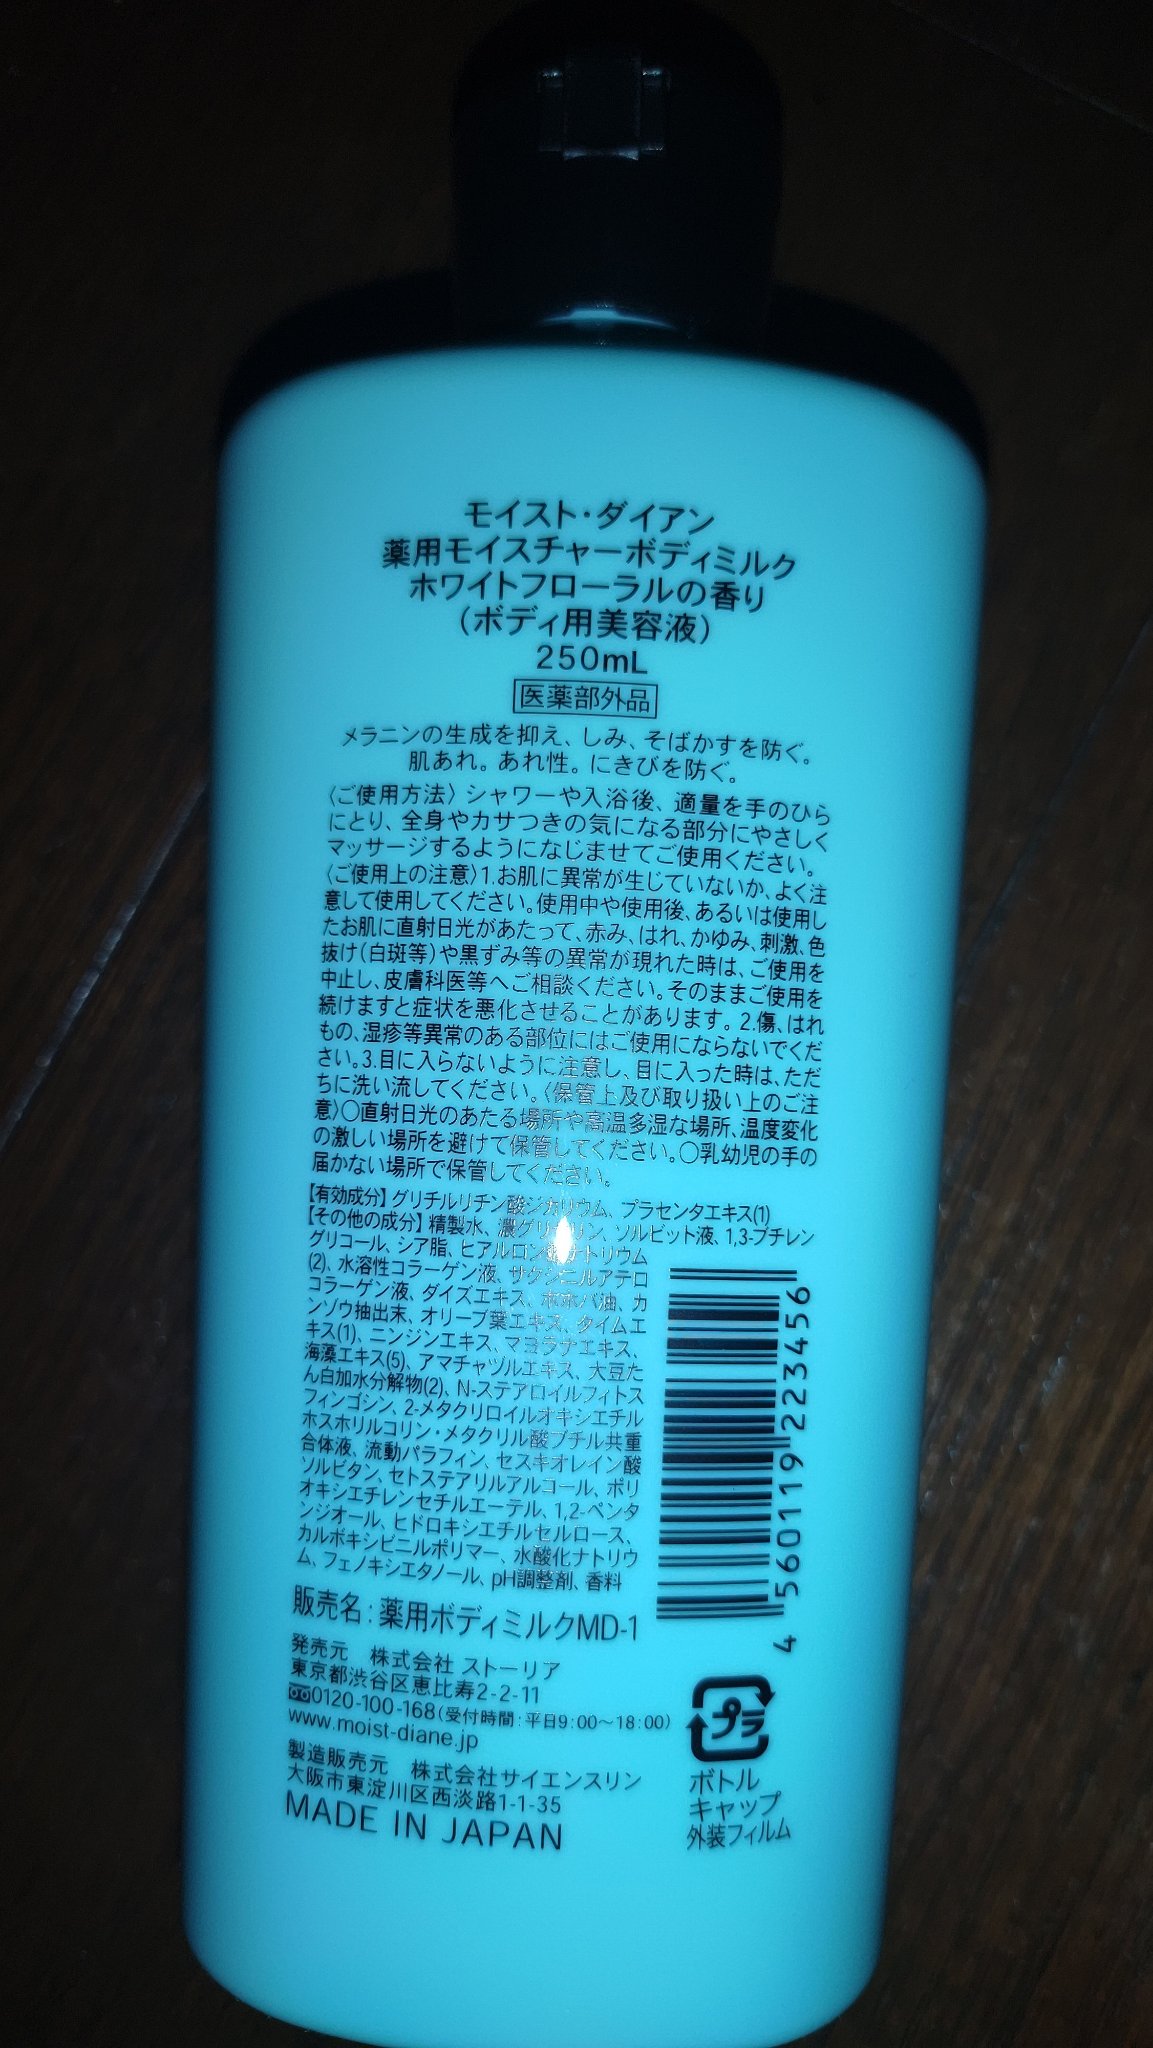 モイスト・ダイアン
薬用モイスチャーボディミルク
ホワイトフローラルの香り
(ボディ用美容液)
250mL
医薬部外品
メラニンの生成を抑え、しみ、そばかすを防ぐ。
肌あれ。あれ性。にきびを防ぐ。
〈ご使用方法〉シャワーや入浴後、適量を手のひら
にとり、全身やカサつきの気になる部分にやさしく
マッサージするようになじませてご使用ください。
〈ご使用上の注意〉1.お肌に異常が生じていないか、よく注
意して使用してください。使用中や使用後、あるいは使用し
たお肌に直射日光があたって、赤み、はれ、かゆみ、刺激、色
抜け(白斑等)や黒ずみ等の異常が現れた時は、ご使用を
中止し、皮膚科医等へご相談ください。そのままご使用を
続けますと症状を悪化させることがあります。2.傷、はれ
もの、湿疹等異常のある部位にはご使用にならないでくだ
さい。3.目に入らないように注意し、目に入った時は、ただ
ちに洗い流してください。〈保管上及び取り扱い上のご注
意〉○直射日光のあたる場所や高温多湿な場所、温度変化
の激しい場所を避けて保管してください。○乳幼児の手の
届かない場所で保管してください。
【有効成分】グリチルリチン酸ジカリウム、プラセンタエキス(1)
【その他の成分】精製水、濃グリセリン、ソルビット液、1,3-ブチレン
グリコール、シア脂、ヒアルロン酸ナトリウム
(2)、水溶性コラーゲン液、サクシニルアテロ
コラーゲン液、ダイズエキス、ホホバ油、カ
ンゾウ抽出末、オリーブ葉エキス、タイムエ
キス(1)、ニンジンエキス、マヨラナエキス、
海藻エキス(5)、アマチャヅルエキス、大豆た
ん白加水分解物(2)、N-ステアロイルフィトス
フィンゴシン、2-メタクリロイルオキシエチル
ホスホリルコリン・メタクリル酸ブチル共重
合体液、流動パラフィン、セスキオレイン酸
ソルビタン、セトステアリルアルコール、ポリ
オキシエチレンセチルエーテル、1,2-ペンタ
ンジオール、ヒドロキシエチルセルロース、
カルボキシビニルポリマー、水酸化ナトリウ
ム、フェノキシエタノール、pH調整剤、香料
4 560119 223456
販売名：薬用ボディミルクMD-1
発売元 株式会社 ストーリア
東京都渋谷区恵比寿2-2-11
0120-100-168(受付時間：平日9:00～18:00)
www.moist-diane.jp
製造販売元 株式会社サイエンスリン
大阪市東淀川区西淡路1-1-35
MADE IN JAPAN
プラ
ボトル
キャップ
外装フィルム